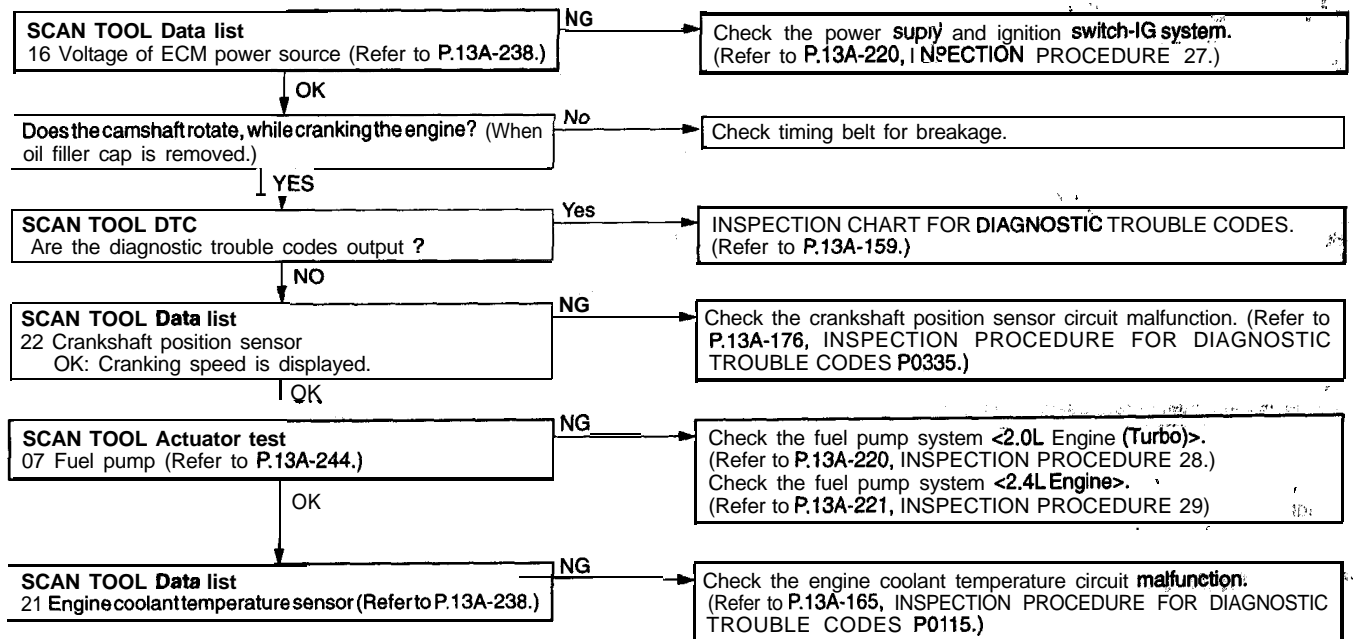 SCAN TOOL Data list
16 Voltage of ECM power source (Refer to P.13A-238.)
NG
Check the power supiy and ignition switch-IG system.
(Refer to P.13A-220, INSPECTION PROCEDURE 27.)
OK
Does the camshaft rotate, while cranking the engine? (When
oil filler cap is removed.)
No
Check timing belt for breakage.
YES
SCAN TOOL DTC
Are the diagnostic trouble codes output ?
Yes
INSPECTION CHART FOR DIAGNOSTIC TROUBLE CODES.
(Refer to P.13A-159.)
NO
SCAN TOOL Data list
22 Crankshaft position sensor
OK: Cranking speed is displayed.
NG
Check the crankshaft position sensor circuit malfunction. (Refer to
P.13A-176, INSPECTION PROCEDURE FOR DIAGNOSTIC
TROUBLE CODES P0335.)
OK
SCAN TOOL Actuator test
07 Fuel pump (Refer to P.13A-244.)
NG
Check the fuel pump system <2.0L Engine (Turbo)>.
(Refer to P.13A-220, INSPECTION PROCEDURE 28.)
Check the fuel pump system <2.4L Engine>.
(Refer to P.13A-221, INSPECTION PROCEDURE 29)
OK
SCAN TOOL Data list
21 Engine coolant temperature sensor (Refer to P.13A-238.)
NG
Check the engine coolant temperature circuit malfunction.
(Refer to P.13A-165, INSPECTION PROCEDURE FOR DIAGNOSTIC
TROUBLE CODES P0115.)